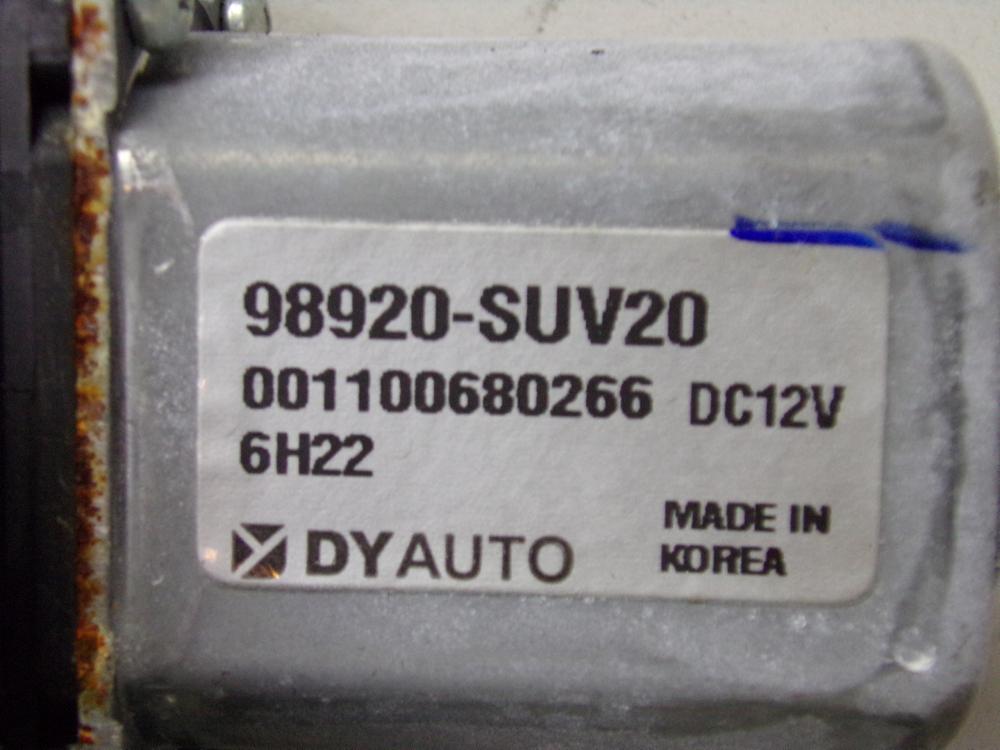 98920-SUV20
001100680266 DC12V
6H22
DYAUTO
MADE IN
KOREA